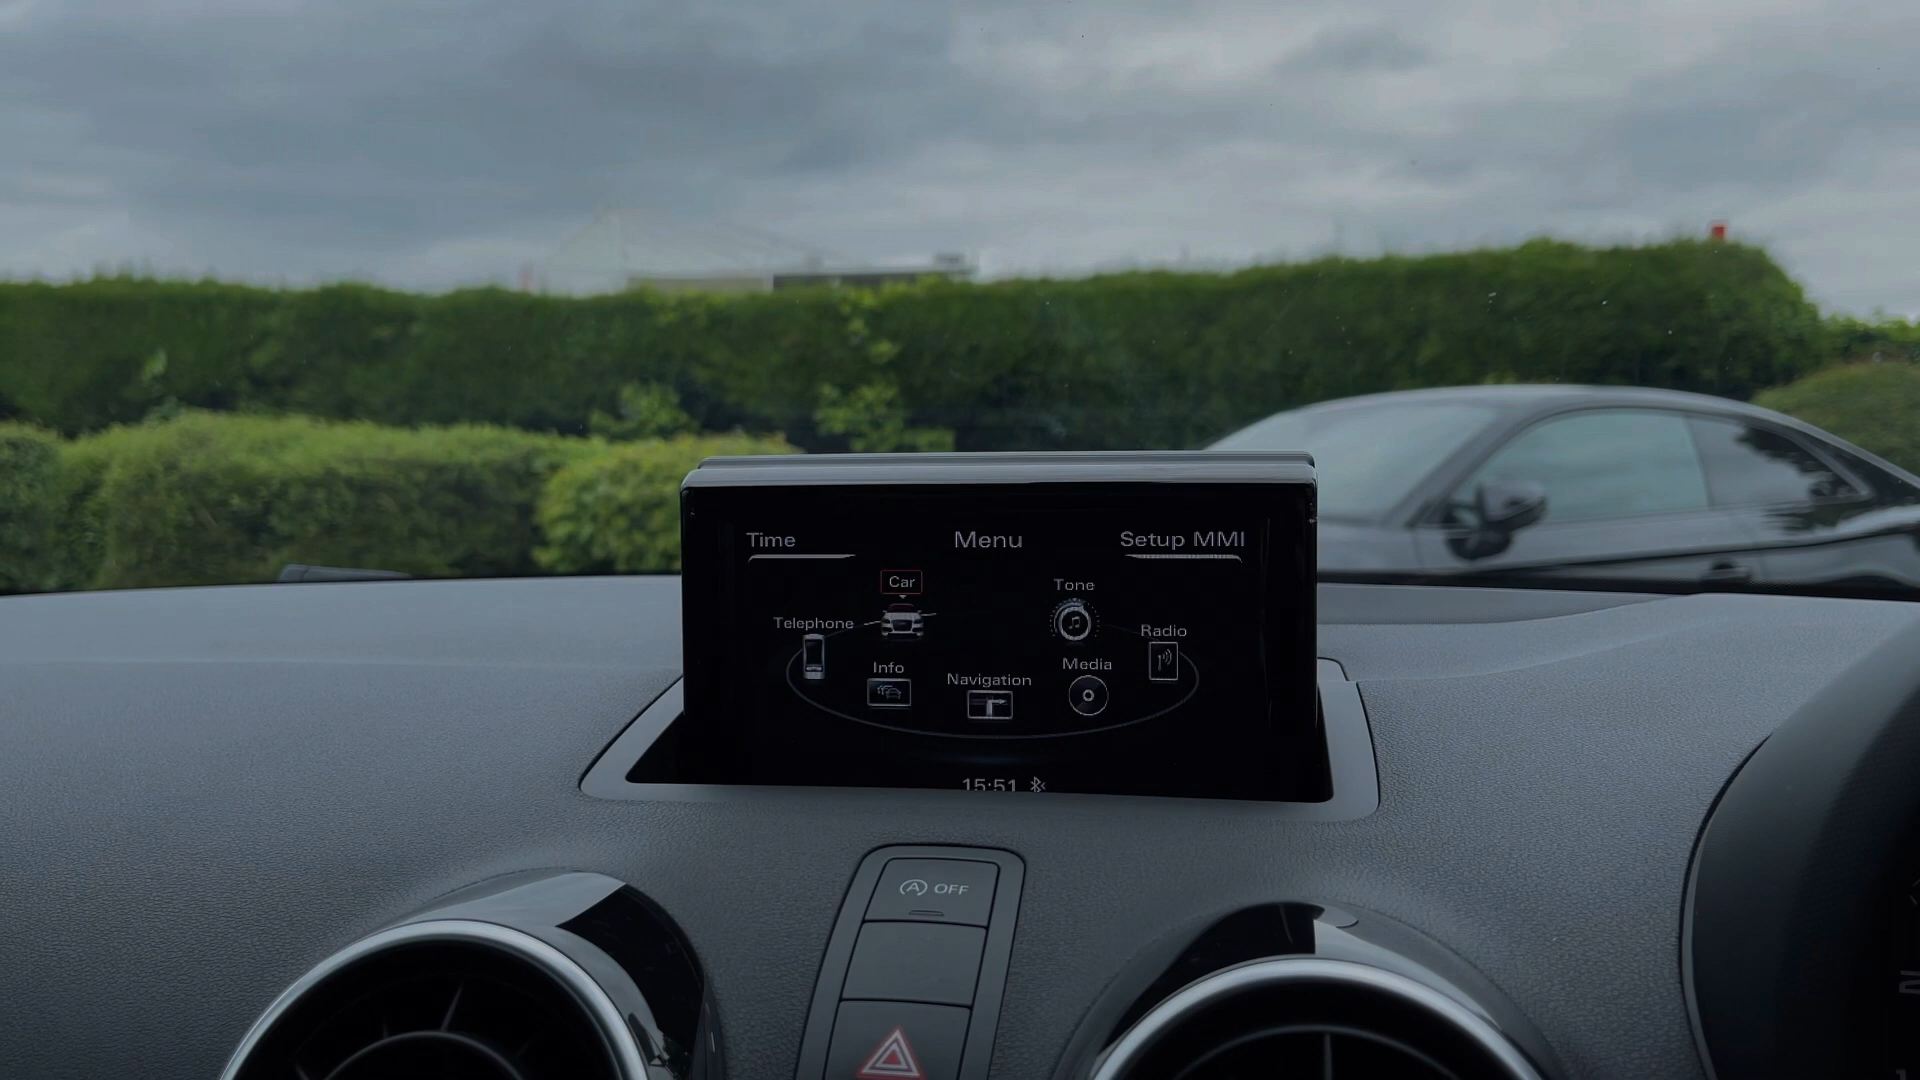 Time Menu Setup MMI
Car
Tone
Telephone
Radio
Info
Media
Navigation
15:51
A OFF